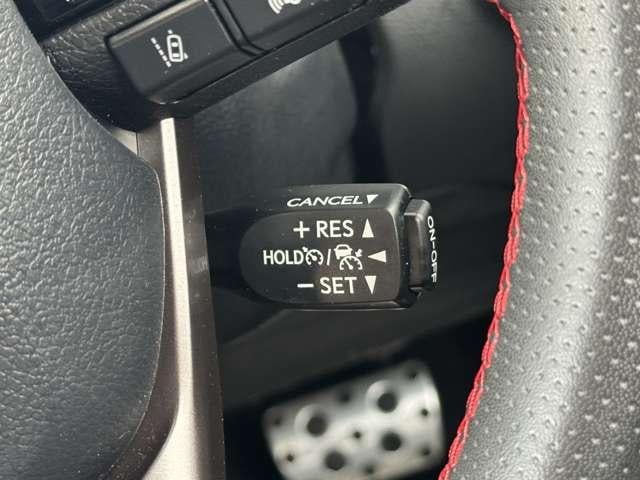 CANCEL
+ RES
HOLD /
− SET
ON-OFF